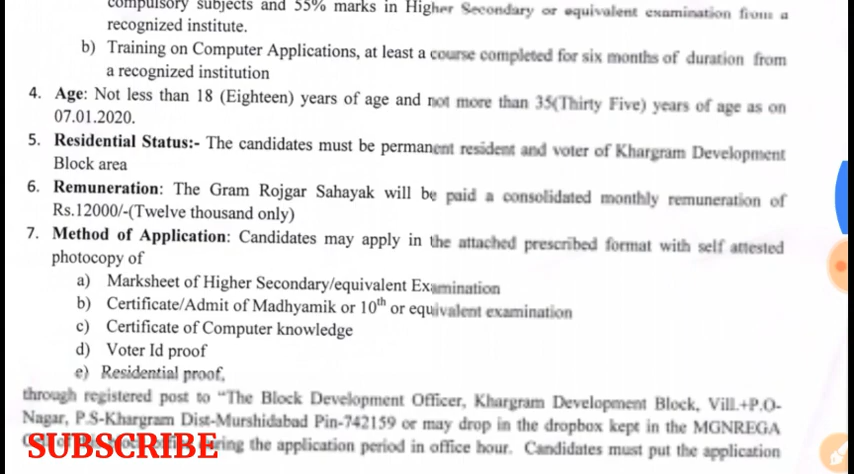 compulsory subjects and 55% marks in Higher Secondary or equivalent examination from a
recognized institute.
b) Training on Computer Applications, at least a course completed for six months of duration from
a recognized institution
4. Age: Not less than 18 (Eighteen) years of age and not more than 35(Thirty Five) years of age as on
07.01.2020.
5. Residential Status:- The candidates must be permanent resident and voter of Khargram Development
Block area
6. Remuneration: The Gram Rojgar Sahayak will be paid a consolidated monthly remuneration of
Rs.12000/-(Twelve thousand only)
7. Method of Application: Candidates may apply in the attached prescribed format with self attested
photocopy of
a) Marksheet of Higher Secondary/equivalent Examination
b) Certificate/Admit of Madhyamik or 10th or equivalent examination
c) Certificate of Computer knowledge
d) Voter Id proof
e) Residential proof,
through registered post to “The Block Development Officer, Khargram Development Block, Vill.+P.O-
Nagar, P.S-Khargram Dist-Murshidabad Pin-742159 or may drop in the dropbox kept in the MGNREGA
SUBSCRIBE the application period in office hour. Candidates must put the application